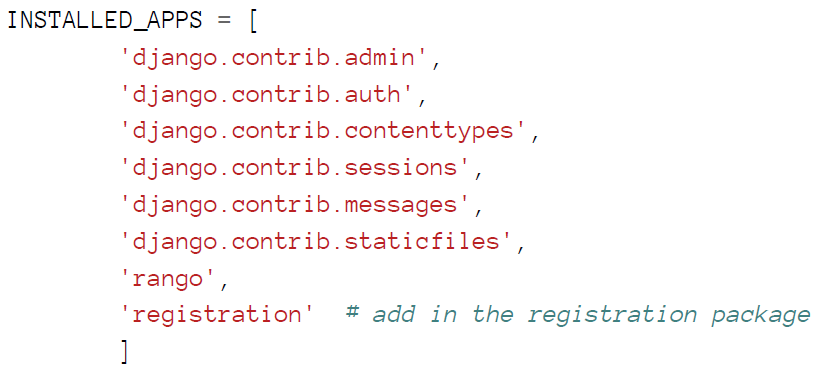 INSTALLED_APPS = [
'django.contrib.admin',
'django.contrib.auth',
'django.contrib.contenttypes',
'django.contrib.sessions',
'django.contrib.messages',
'django.contrib.staticfiles',
'rango',
'registration'  # add in the registration package
]